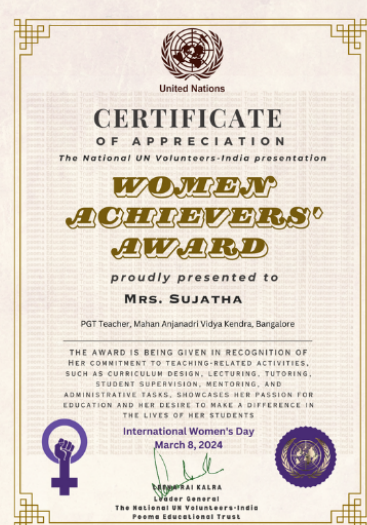 United Nations
CERTIFICATE
OF APPRECIATION
The National UN Volunteers-India presentation
WOMEN
ACHIEVERS'
AWARD
proudly presented to
MRS. SUJATHA
PGT Teacher, Mahan Anjanadri Vidya Kendra, Bangalore
THE AWARD IS BEING GIVEN IN RECOGNITION OF
HER COMMITMENT TO TEACHING-RELATED ACTIVITIES,
SUCH AS CURRICULUM DESIGN, LECTURING, TUTORING,
STUDENT SUPERVISION, MENTORING, AND
ADMINISTRATIVE TASKS, SHOWCASES HER PASSION FOR
EDUCATION AND HER DESIRE TO MAKE A DIFFERENCE IN
THE LIVES OF HER STUDENTS
International Women's Day
March 8, 2024
RAI KALRA
Leader General
The National UN Volunteers-India
Pooma Educational Trust